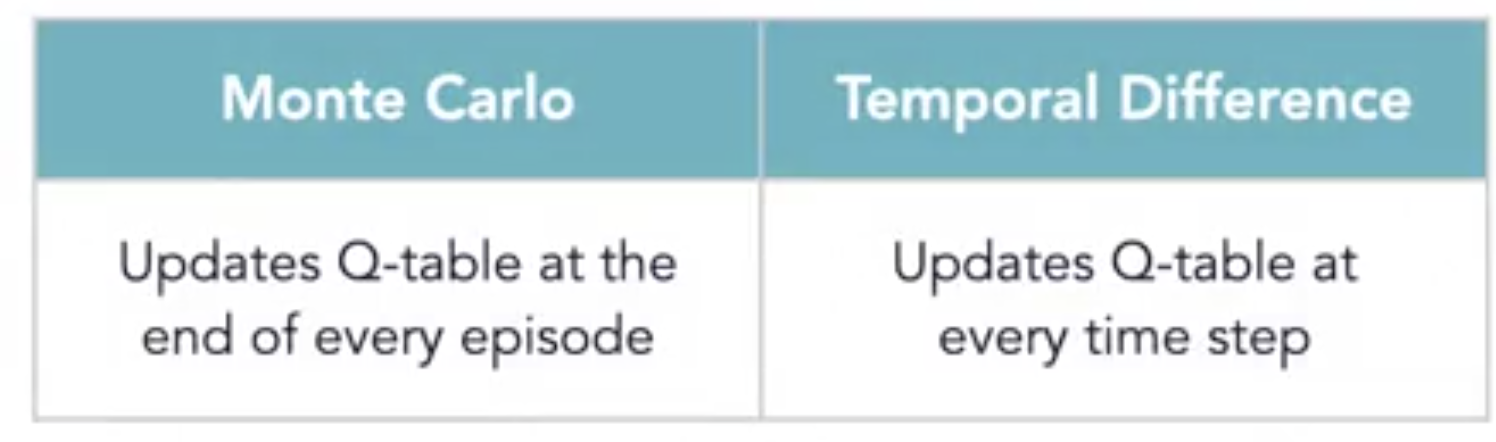 Monte Carlo
Temporal Difference
Updates Q-table at the
end of every episode
Updates Q-table at
every time step